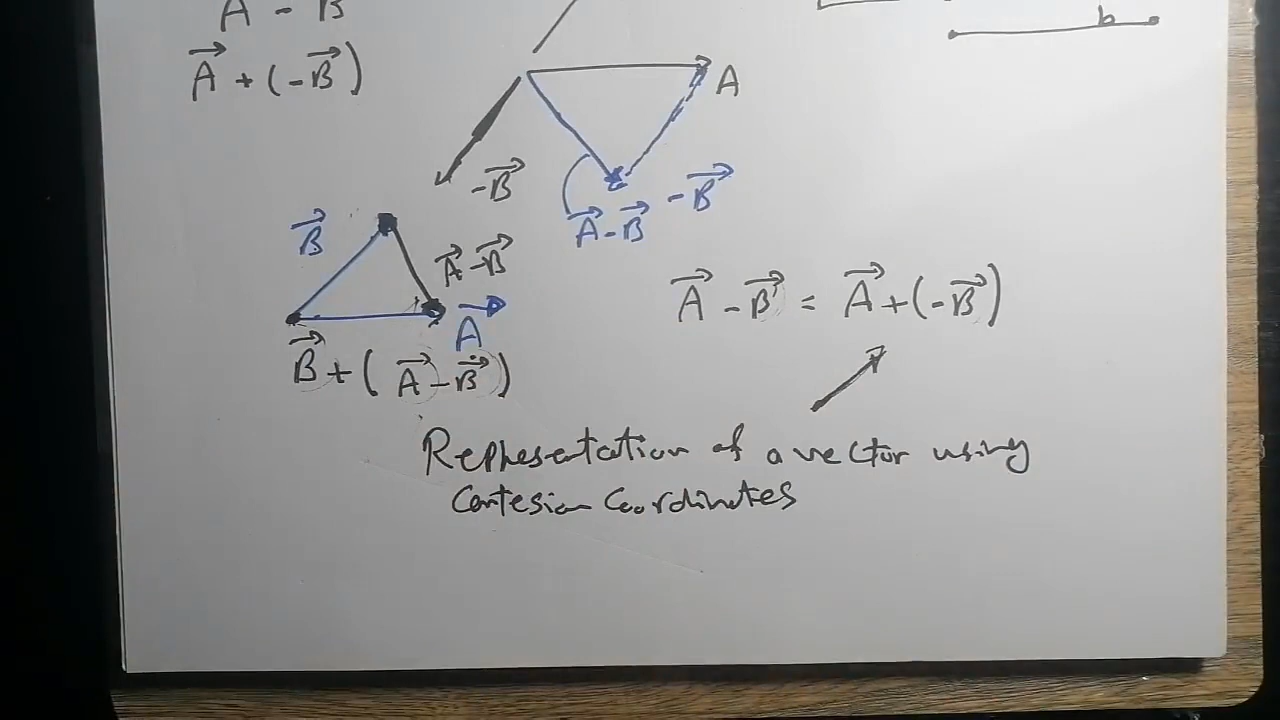 A - B
b
A + (-B)
A
-B
-B
A-B
B
A-B
A
A - B = A+(-B)
B+(A-B)
Representation of a vector using
Cartesian Coordinates